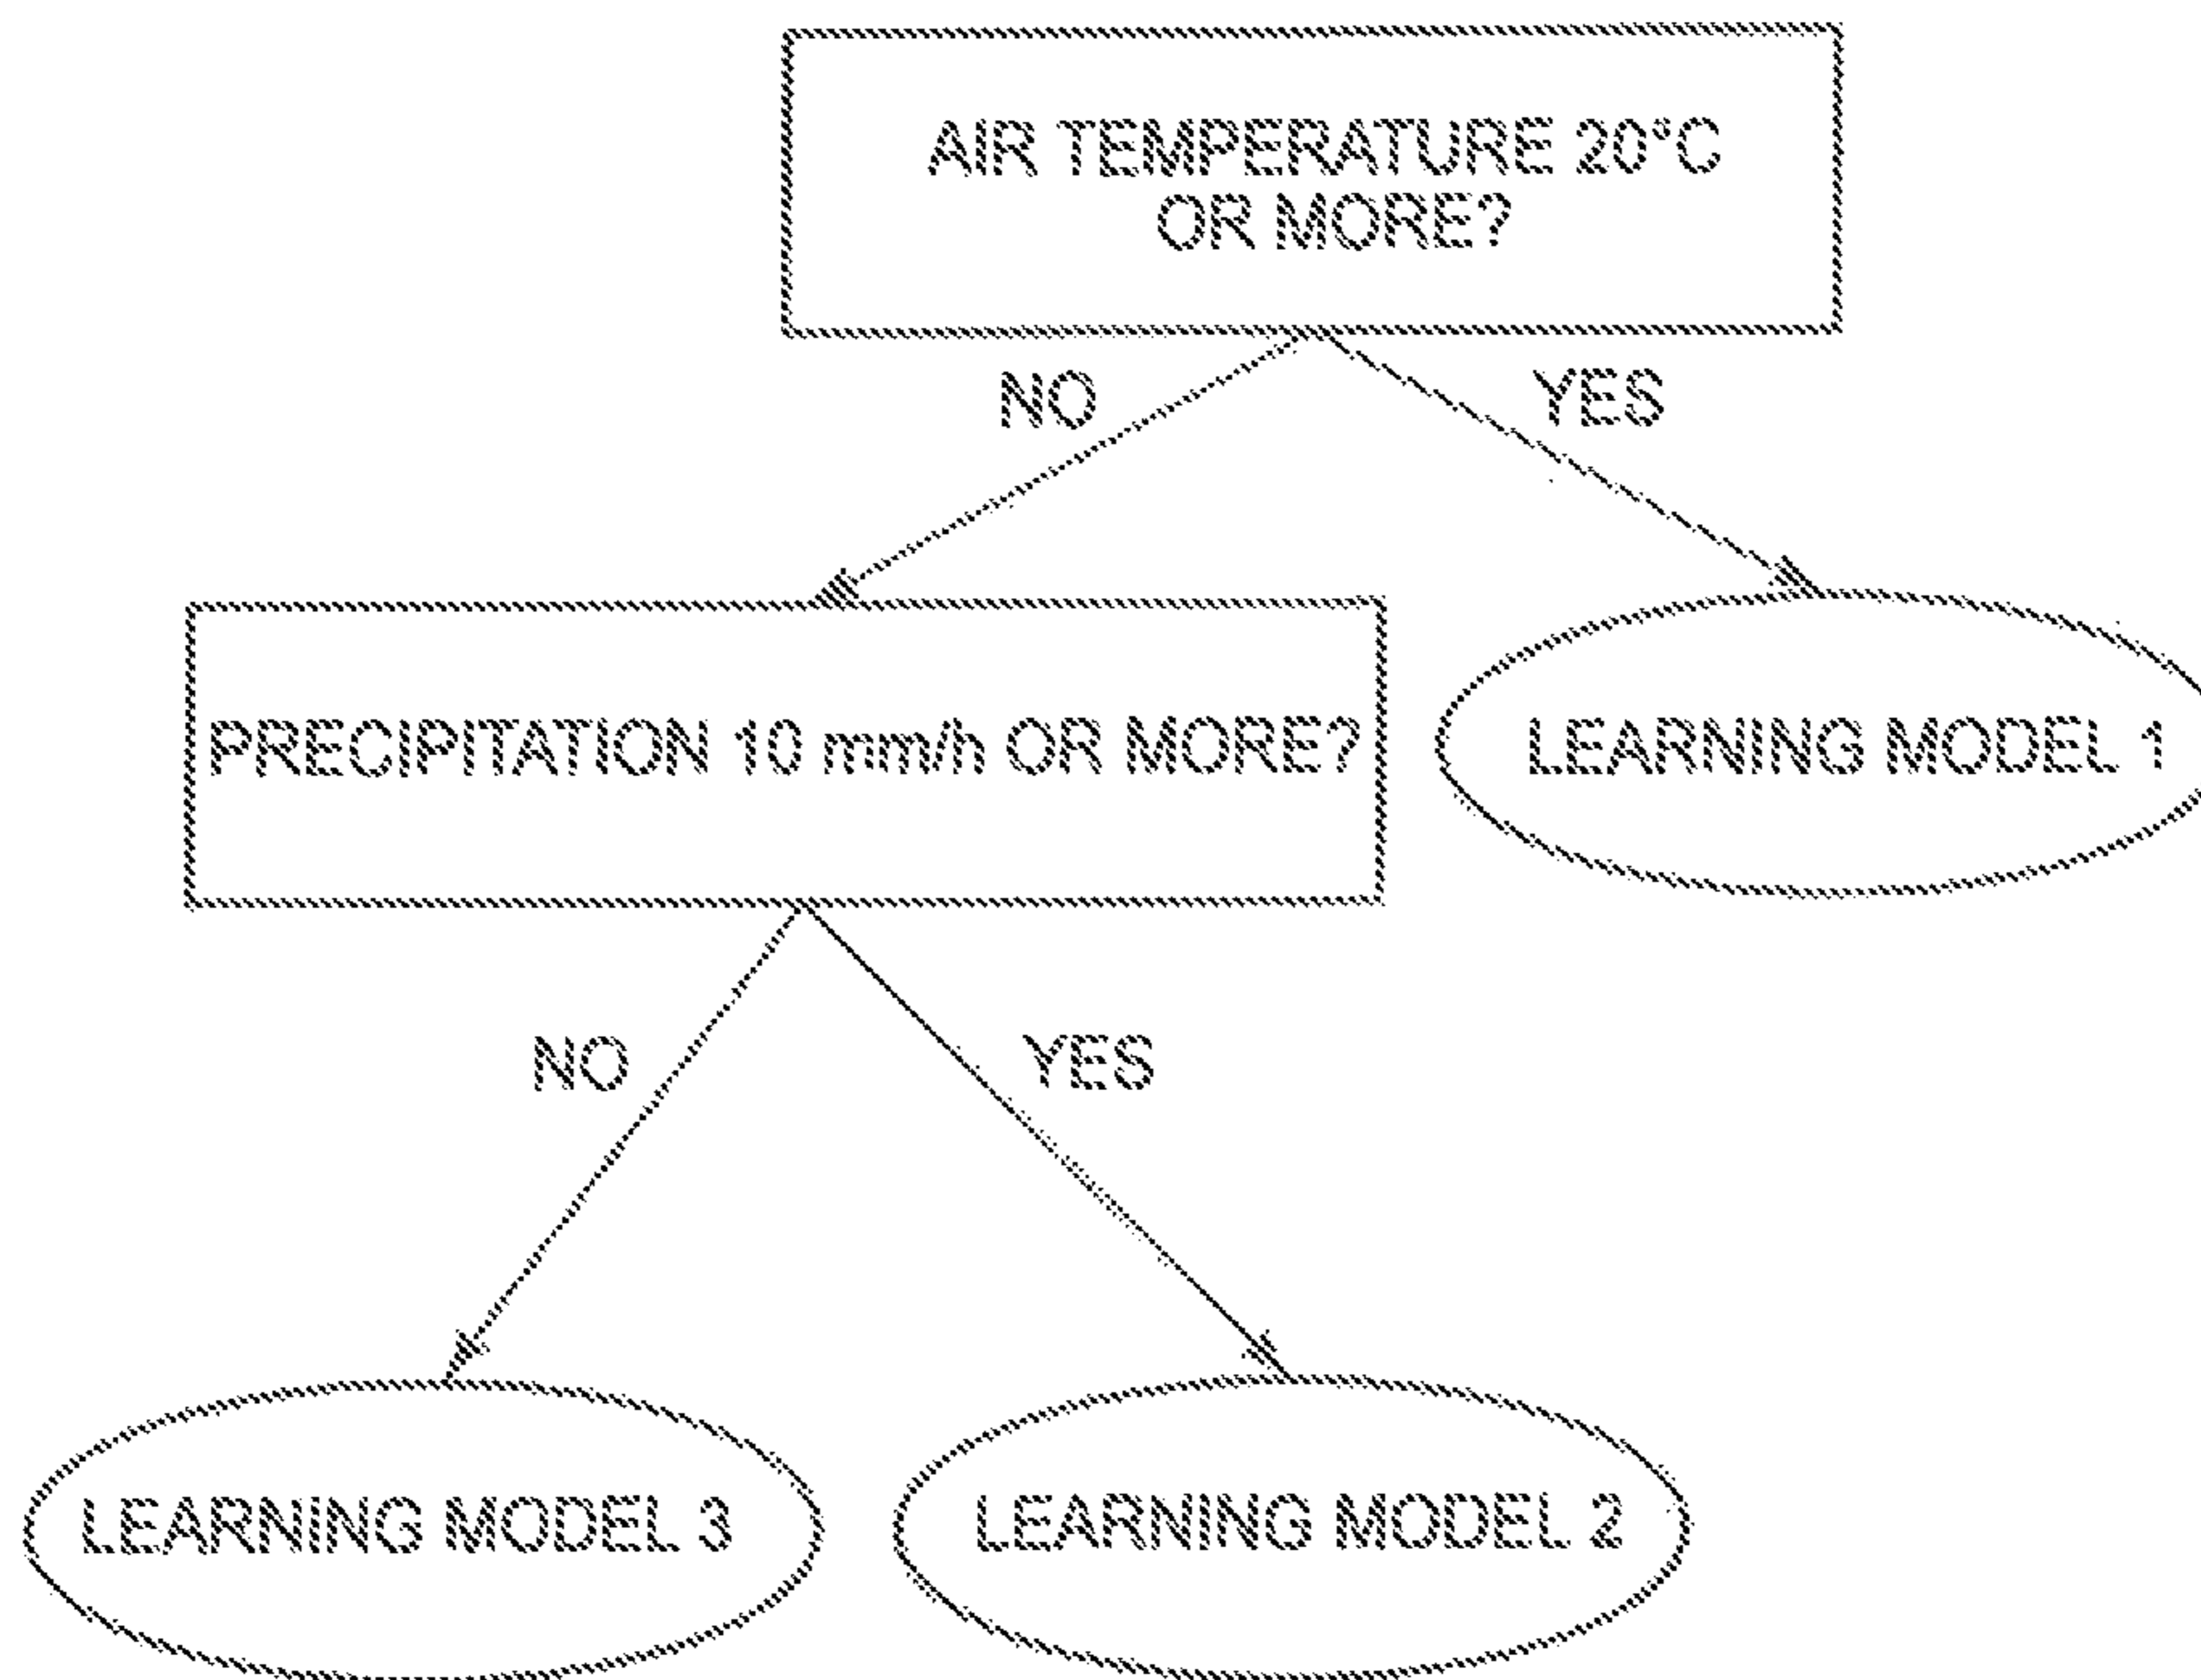 AIR TEMPERATURE 20°C
OR MORE?
NO
YES
PRECIPITATION 10 mm/h OR MORE?
LEARNING MODEL 1
NO
YES
LEARNING MODEL 3
LEARNING MODEL 2